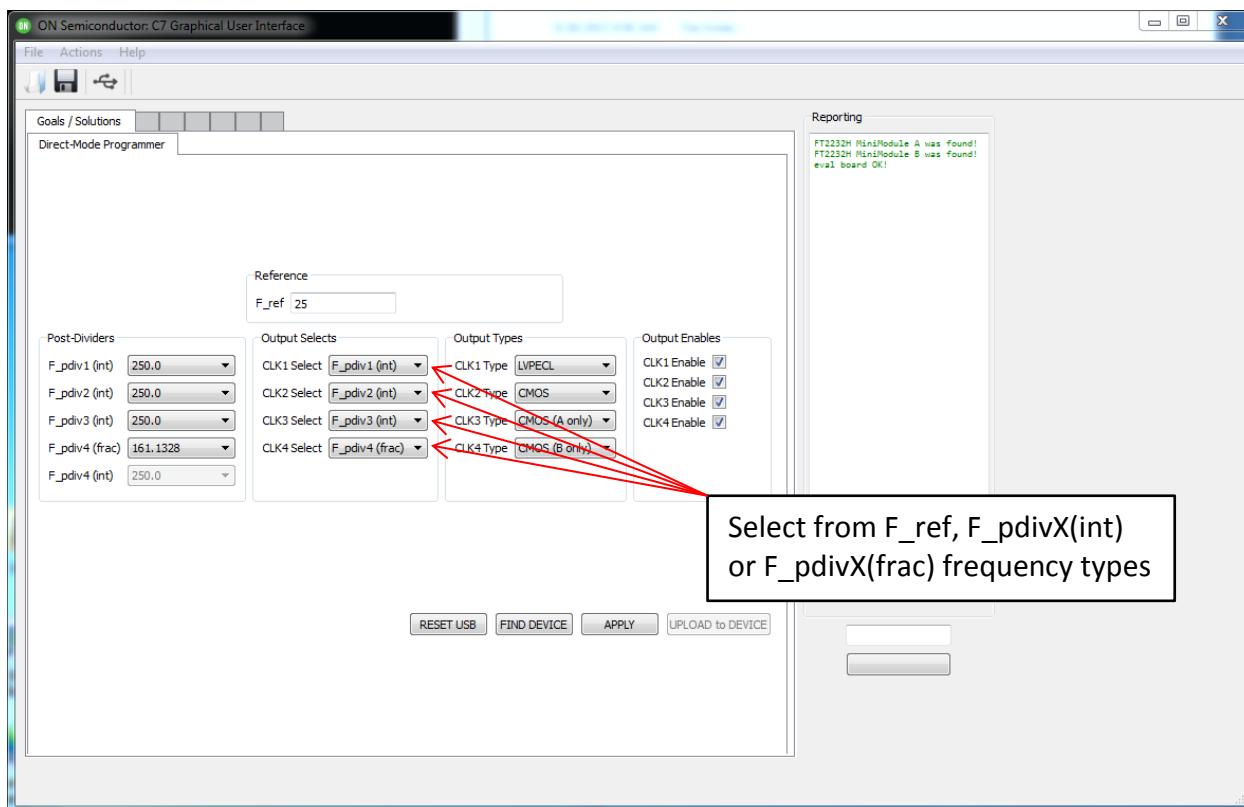 ON Semiconductor: C7 Graphical User Interface
File Actions Help
Goals / Solutions
Direct-Mode Programmer
Reporting
FT2232H MiniModule A was found!
FT2232H MiniModule B was found!
eval board OK!
Reference
F_ref 25
Post-Dividers
F_pdiv1 (int) 250.0
F_pdiv2 (int) 250.0
F_pdiv3 (int) 250.0
F_pdiv4 (frac) 161.1328
F_pdiv4 (int) 250.0
Output Selects
CLK1 Select F_pdiv1 (int)
CLK2 Select F_pdiv2 (int)
CLK3 Select F_pdiv3 (int)
CLK4 Select F_pdiv4 (frac)
Output Types
CLK1 Type LVPECL
CLK2 Type CMOS
CLK3 Type CMOS (A only)
CLK4 Type CMOS (B only)
Output Enables
CLK1 Enable
CLK2 Enable
CLK3 Enable
CLK4 Enable
Select from F_ref, F_pdivX(int)
or F_pdivX(frac) frequency types
RESET USB FIND DEVICE APPLY UPLOAD to DEVICE